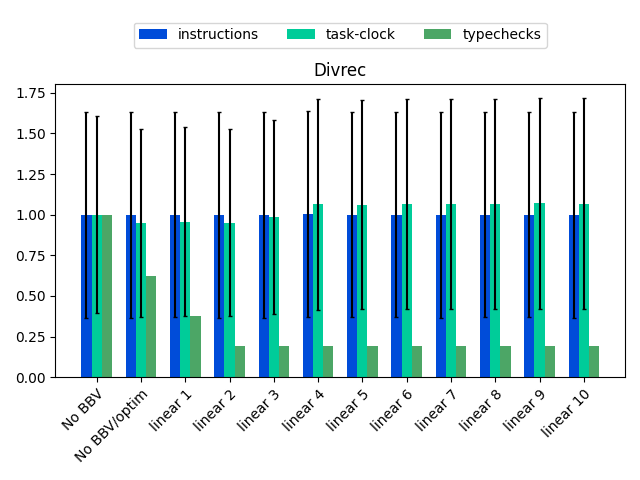 instructions task-clock typechecks
Divrec
1.75
1.50
1.25
1.00
0.75
0.50
0.25
0.00
No BBV
No BBV/optim
linear 1
linear 2
linear 3
linear 4
linear 5
linear 6
linear 7
linear 8
linear 9
linear 10